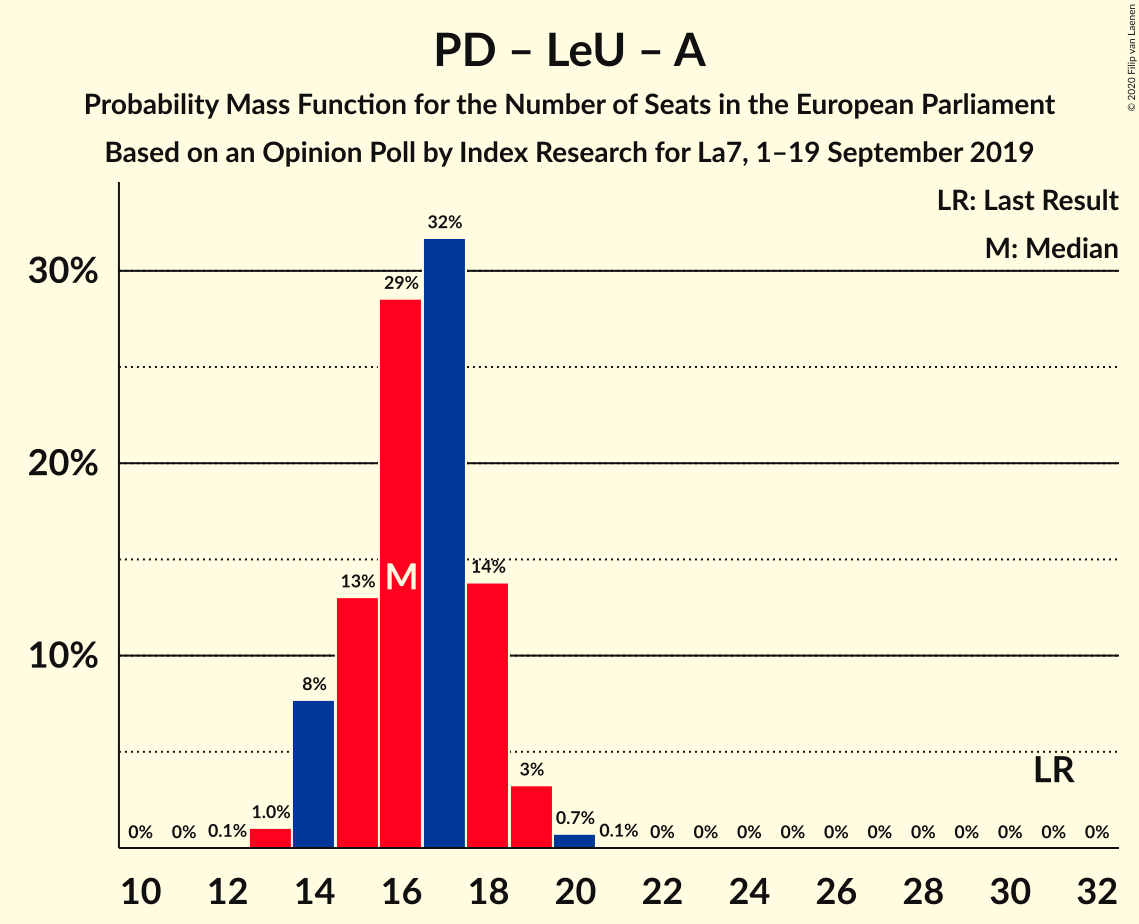 PD – LeU – A
Probability Mass Function for the Number of Seats in the European Parliament
Based on an Opinion Poll by Index Research for La7, 1–19 September 2019
© 2020 Filip van Laenen
LR: Last Result
M: Median
30%
20%
10%
0% 0% 0.1% 1.0% 8% 13% 29% 32% 14% 3% 0.7% 0.1% 0% 0% 0% 0% 0% 0% 0% 0% 0% 0% 0%
M
LR
10 12 14 16 18 20 22 24 26 28 30 32